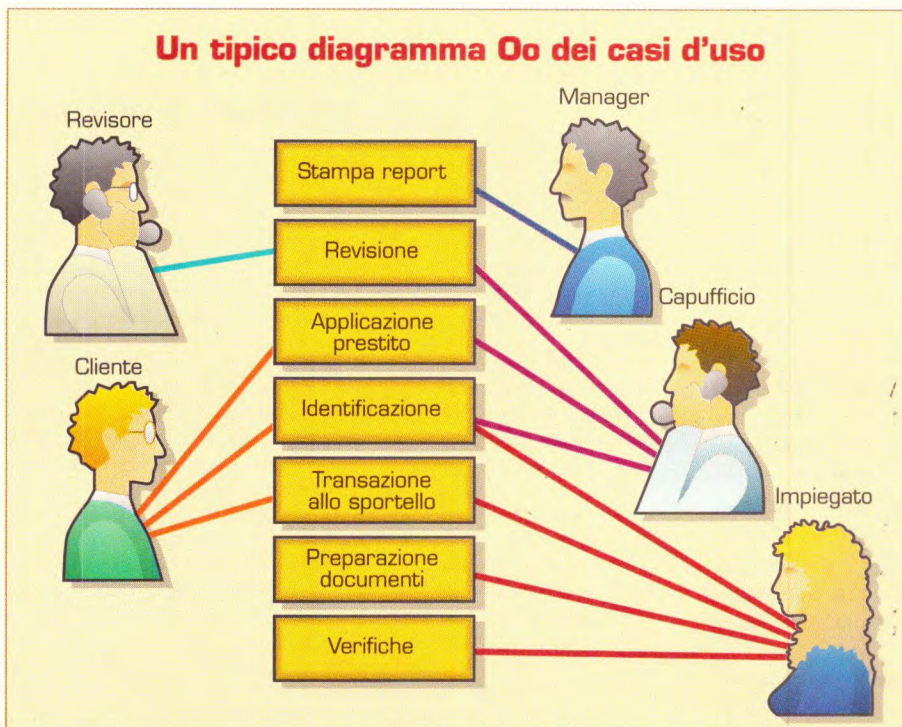 Un tipico diagramma Oo dei casi d'uso
Revisore
Manager
Stampa report
Revisione
Capufficio
Applicazione
prestito
Cliente
Identificazione
Transazione
allo sportello
Impiegato
Preparazione
documenti
Verifiche